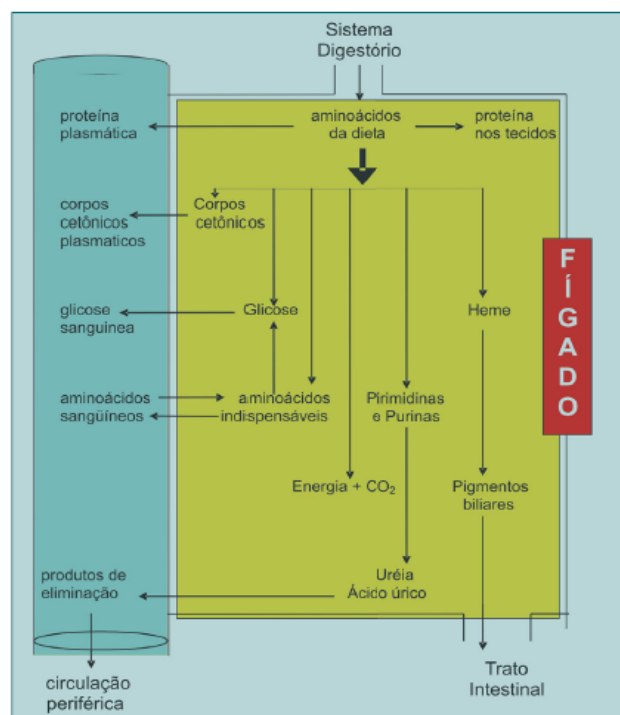 Sistema
Digestório
proteína
plasmática
aminoácidos
da dieta
proteína
nos tecidos
corpos
cetônicos
plasmaticos
Corpos
cetônicos
glicose
sanguinea
Glicose
Heme
FÍGADO
aminoácidos
sangüíneos
aminoácidos
indispensáveis
Pirimidinas
e Purinas
Energia + CO₂
Pigmentos
biliares
produtos de
eliminação
Uréia
Ácido úrico
circulação
periférica
Trato
Intestinal